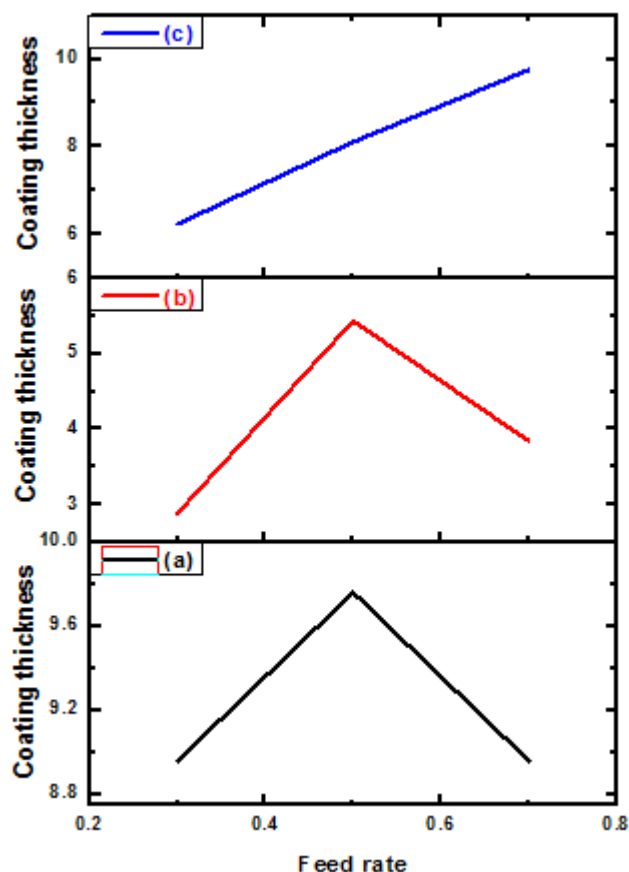 (c)
Coating thickness
10
8
6
(b)
Coating thickness
6
5
4
3
(a)
Coating thickness
10.0
9.6
9.2
8.8
0.2 0.4 0.6 0.8
Feed rate